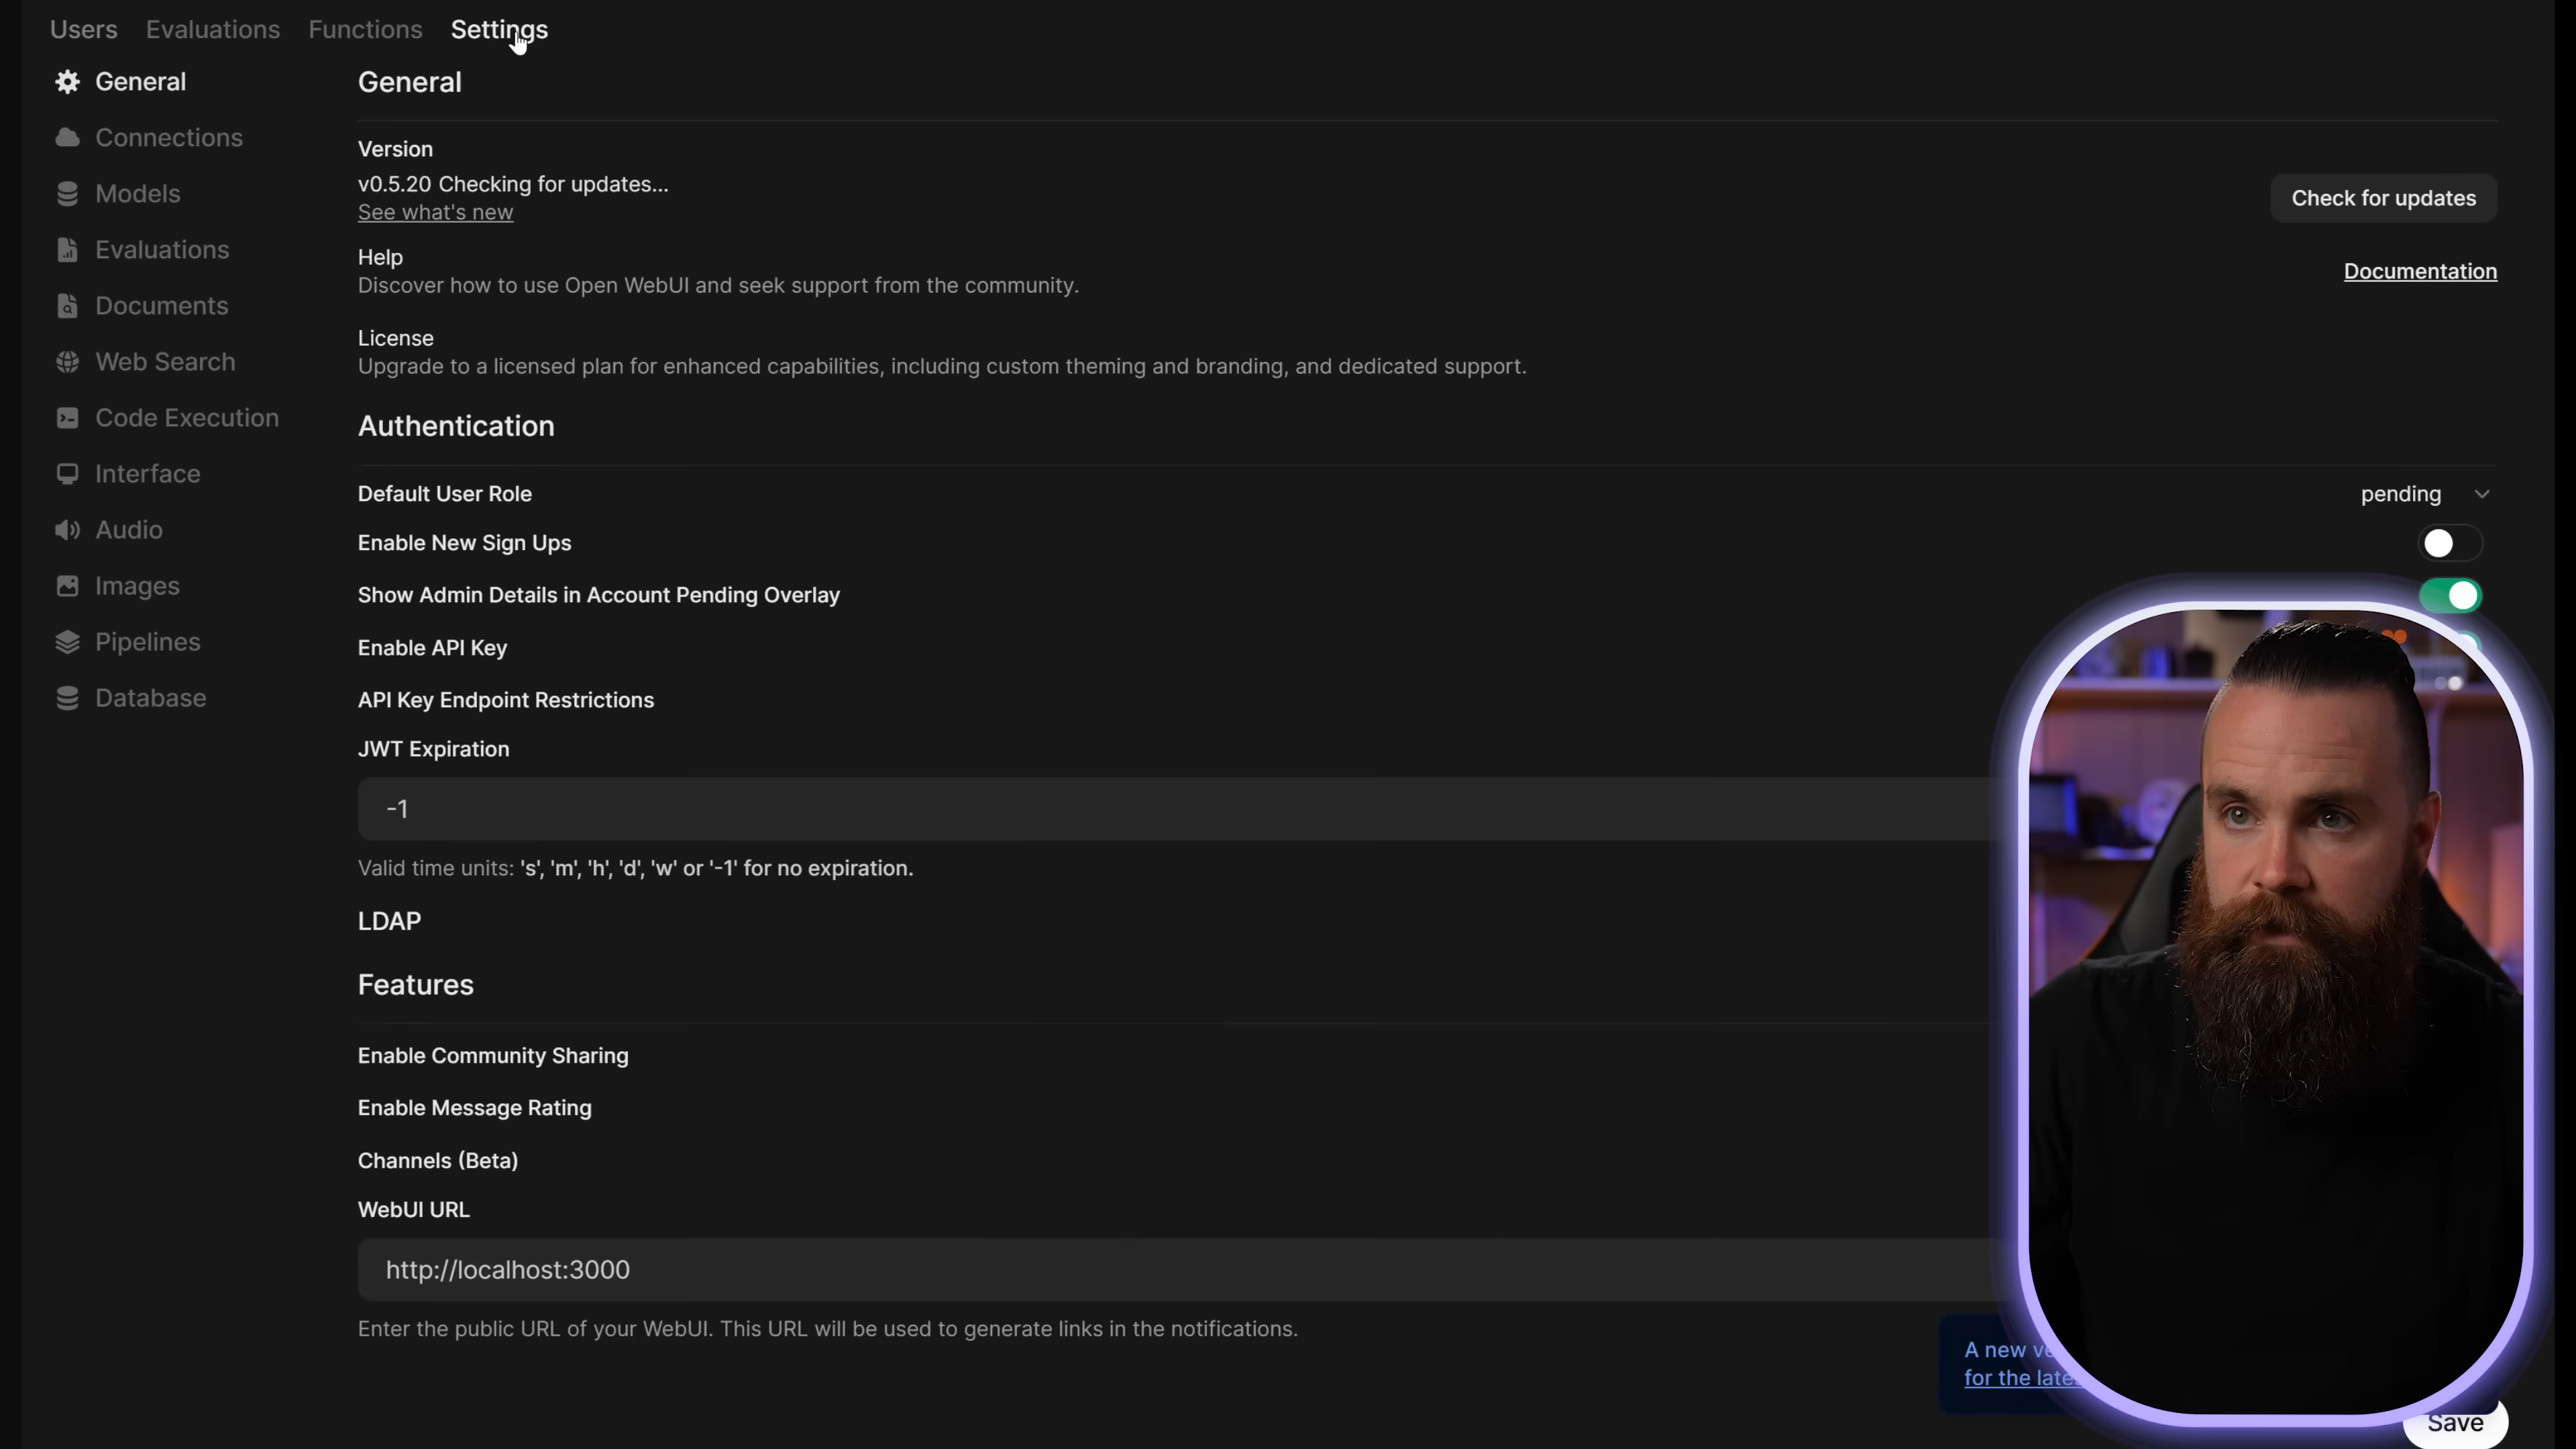 Users Evaluations Functions Settings
General
Connections
Models
Evaluations
Documents
Web Search
Code Execution
Interface
Audio
Images
Pipelines
Database
General
Version
v0.5.20 Checking for updates...
See what's new
Check for updates
Help
Discover how to use Open WebUI and seek support from the community.
Documentation
License
Upgrade to a licensed plan for enhanced capabilities, including custom theming and branding, and dedicated support.
Authentication
Default User Role pending
Enable New Sign Ups
Show Admin Details in Account Pending Overlay
Enable API Key
API Key Endpoint Restrictions
JWT Expiration
-1
Valid time units: 's', 'm', 'h', 'd', 'w' or '-1' for no expiration.
LDAP
Features
Enable Community Sharing
Enable Message Rating
Channels (Beta)
WebUI URL
http://localhost:3000
Enter the public URL of your WebUI. This URL will be used to generate links in the notifications.
A new
for the
Save